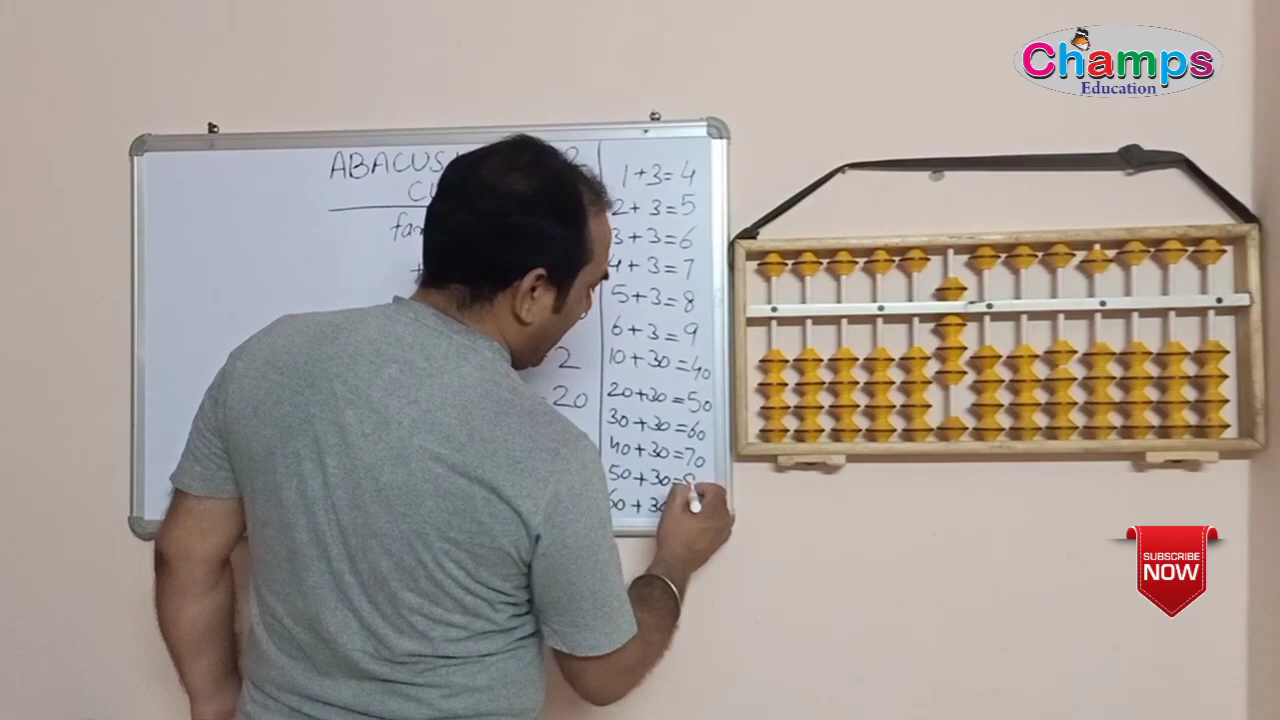 Champs
Education
ABACUS
1+3=4
2+3=5
3+3=6
4+3=7
5+3=8
6+3=9
2
10+30=40
20
20+30=50
30+30=60
40+30=70
50+30=
60+
SUBSCRIBE
NOW